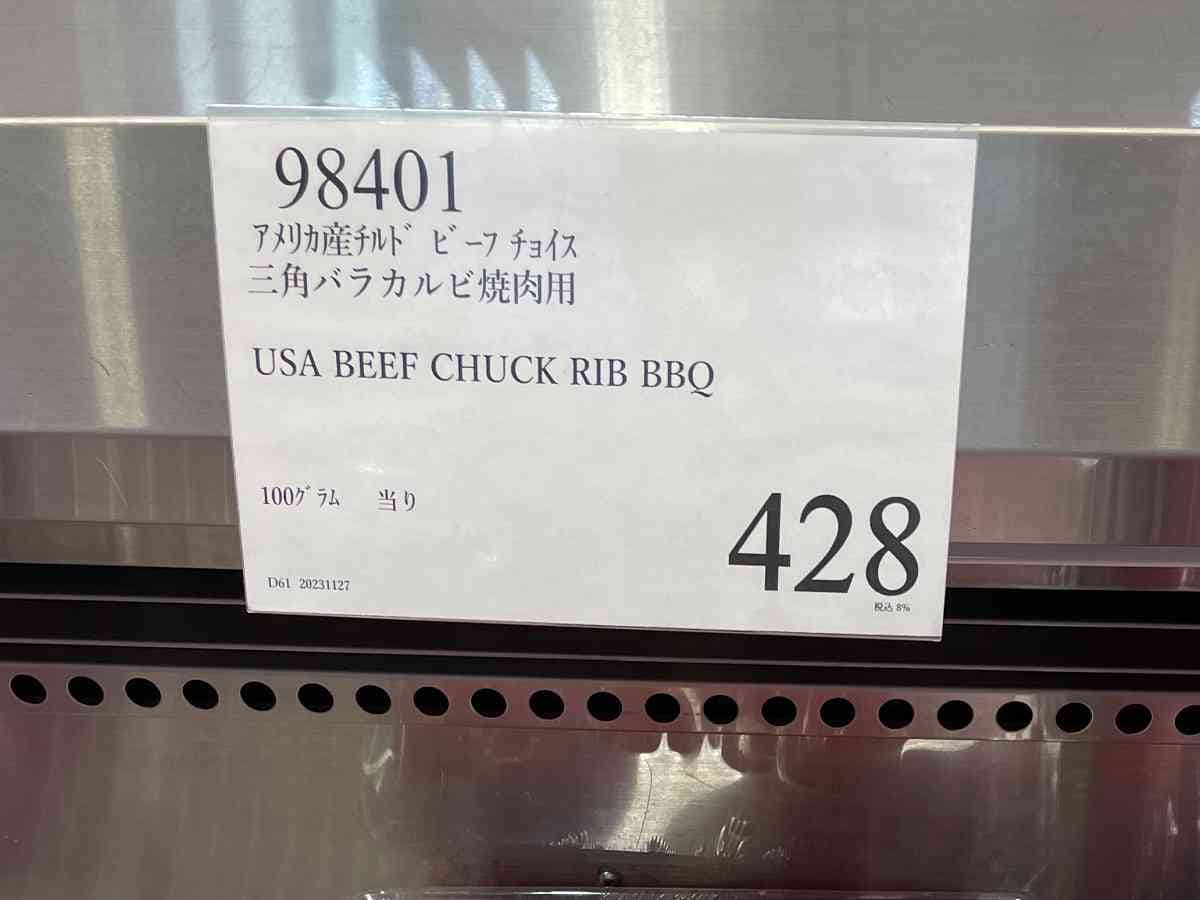 98401
ｱﾒﾘｶ産ﾁﾙﾄﾞ ﾋﾞｰﾌ ﾁｮｲｽ
三角バラカルビ焼肉用
USA BEEF CHUCK RIB BBQ
100ｸﾞﾗﾑ 当り
428
税込 8%
D61 20231127